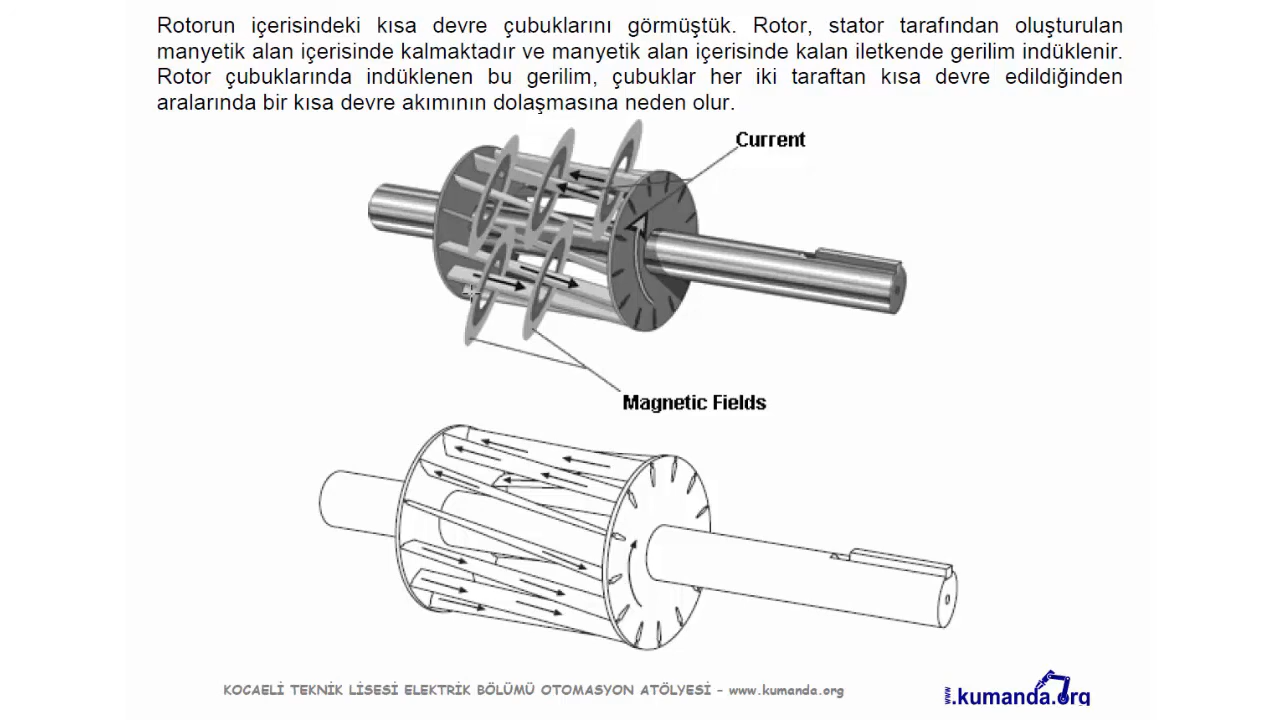 Rotorun içerisindeki kısa devre çubuklarını görmüştük. Rotor, stator tarafından oluşturulan
manyetik alan içerisinde kalmaktadır ve manyetik alan içerisinde kalan iletkende gerilim indüklenir.
Rotor çubuklarında indüklenen bu gerilim, çubuklar her iki taraftan kısa devre edildiğinden
aralarında bir kısa devre akımının dolaşmasına neden olur.
Current
Magnetic Fields
KOCAELİ TEKNİK LİSESİ ELEKTRİK BÖLÜMÜ OTOMASYON ATÖLYESİ - www.kumanda.org
www.kumanda.org